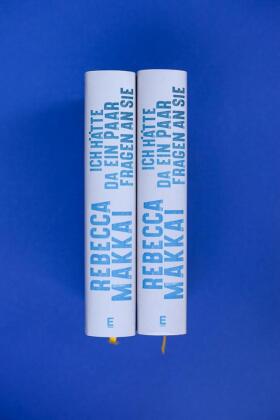 ICH HÄTTE
DA EIN PAAR
FRAGEN AN SIE
REBECCA
MAKKAI
E
ICH HÄTTE
DA EIN PAAR
FRAGEN AN SIE
REBECCA
MAKKAI
E